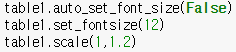 table1.auto_set_font_size(False)
table1.set_fontsize(12)
table1.scale(1,1.2)